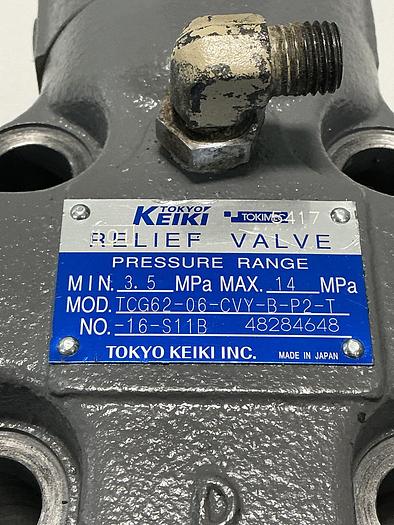 TOKYO
KEIKI TOKIMEC 417
RELIEF VALVE
PRESSURE RANGE
MIN. 3.5 MPa MAX. 14 MPa
MOD. TCG62-06-CVY-B-P2-T
NO. -16-S11B 48284648
TOKYO KEIKI INC. MADE IN JAPAN